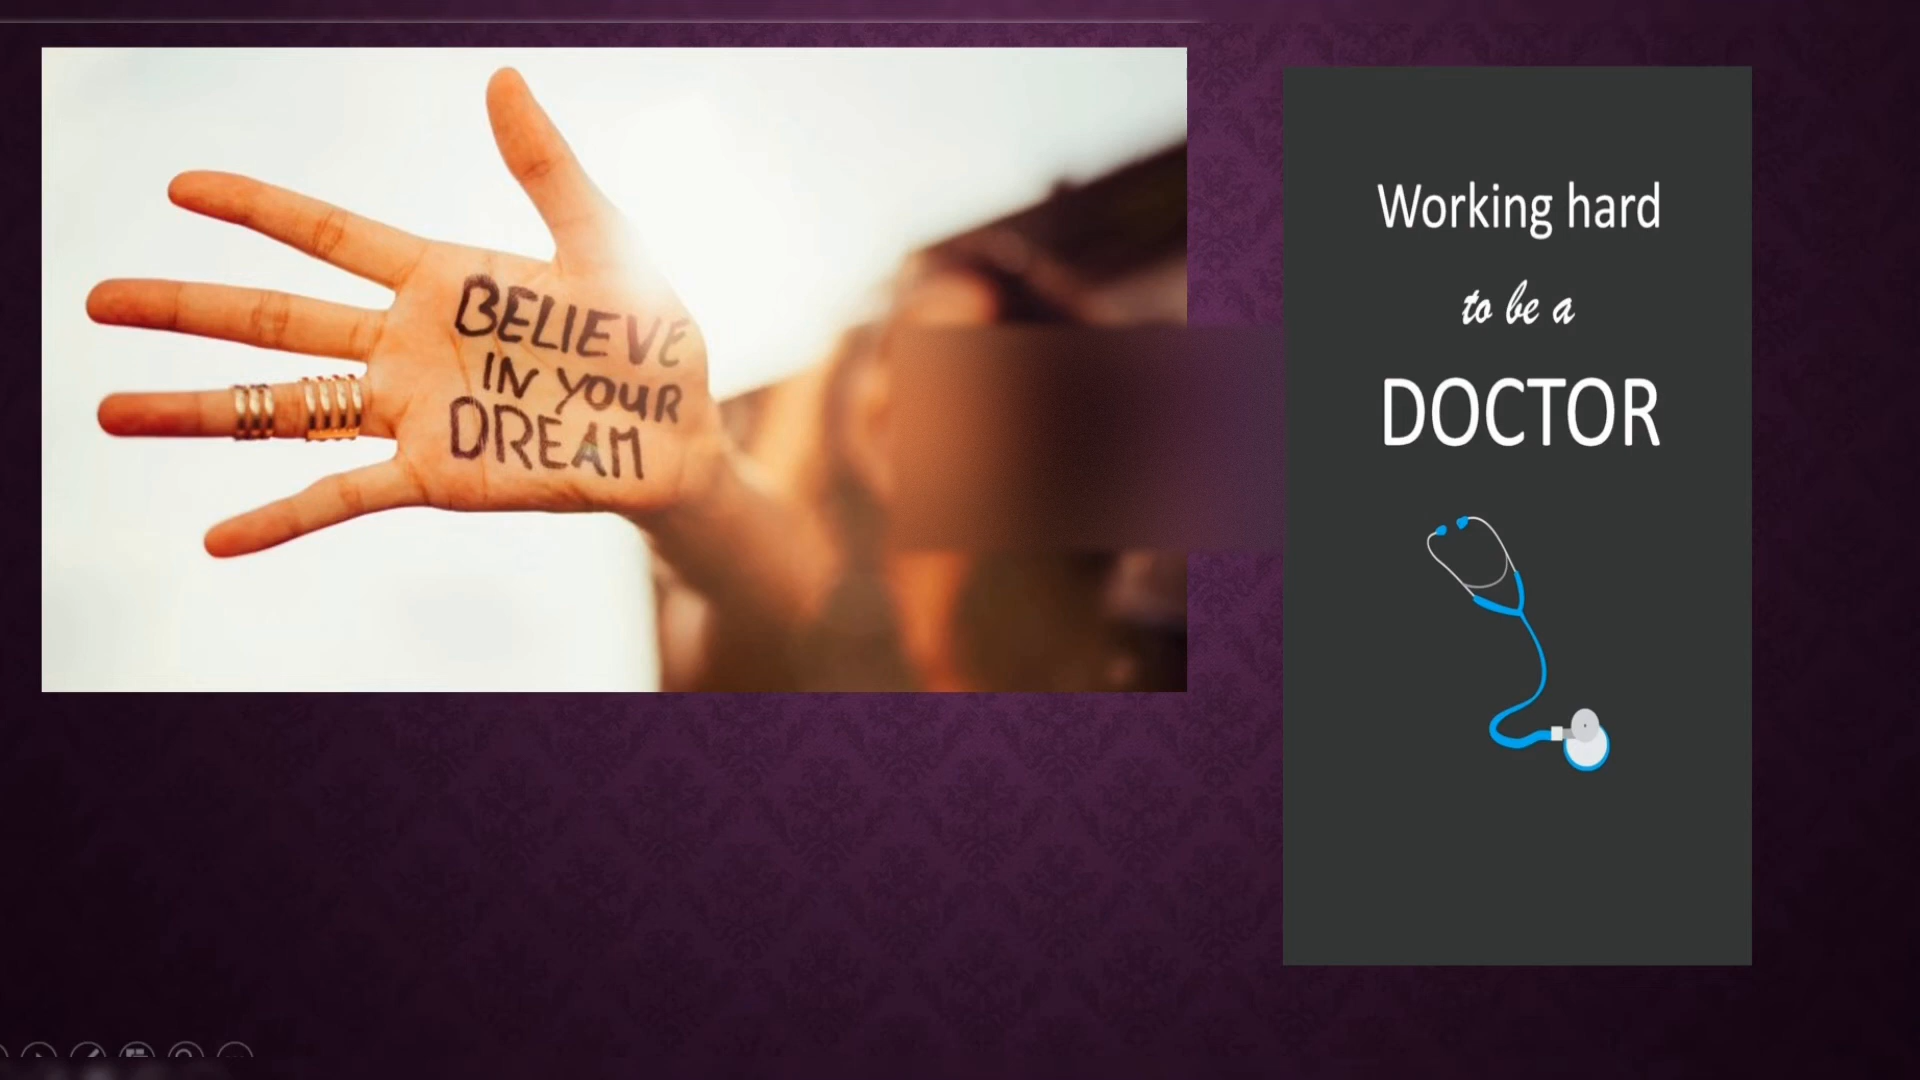 BELIEVE
IN YOUR
DREAM
Working hard
to be a
DOCTOR